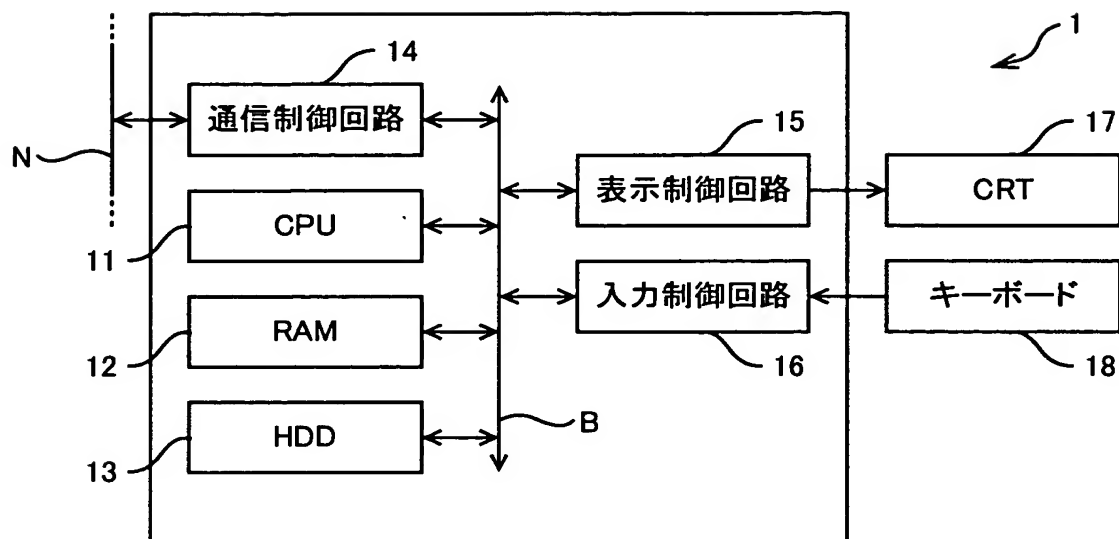 1
14
通信制御回路
15
17
N
表示制御回路
CRT
CPU
11
入力制御回路
キーボード
RAM
12
16
18
HDD
B
13